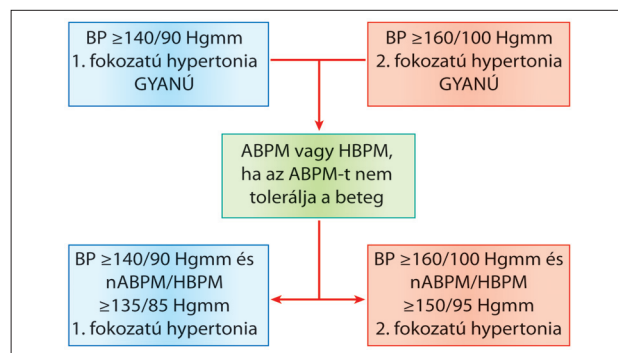 BP ≥140/90 Hgmm
1. fokozatú hypertonia
GYANÚ
BP ≥160/100 Hgmm
2. fokozatú hypertonia
GYANÚ
ABPM vagy HBPM,
ha az ABPM-t nem
tolerálja a beteg
BP ≥140/90 Hgmm és
nABPM/HBPM
≥135/85 Hgmm
1. fokozatú hypertonia
BP ≥160/100 Hgmm és
nABPM/HBPM
≥150/95 Hgmm
2. fokozatú hypertonia